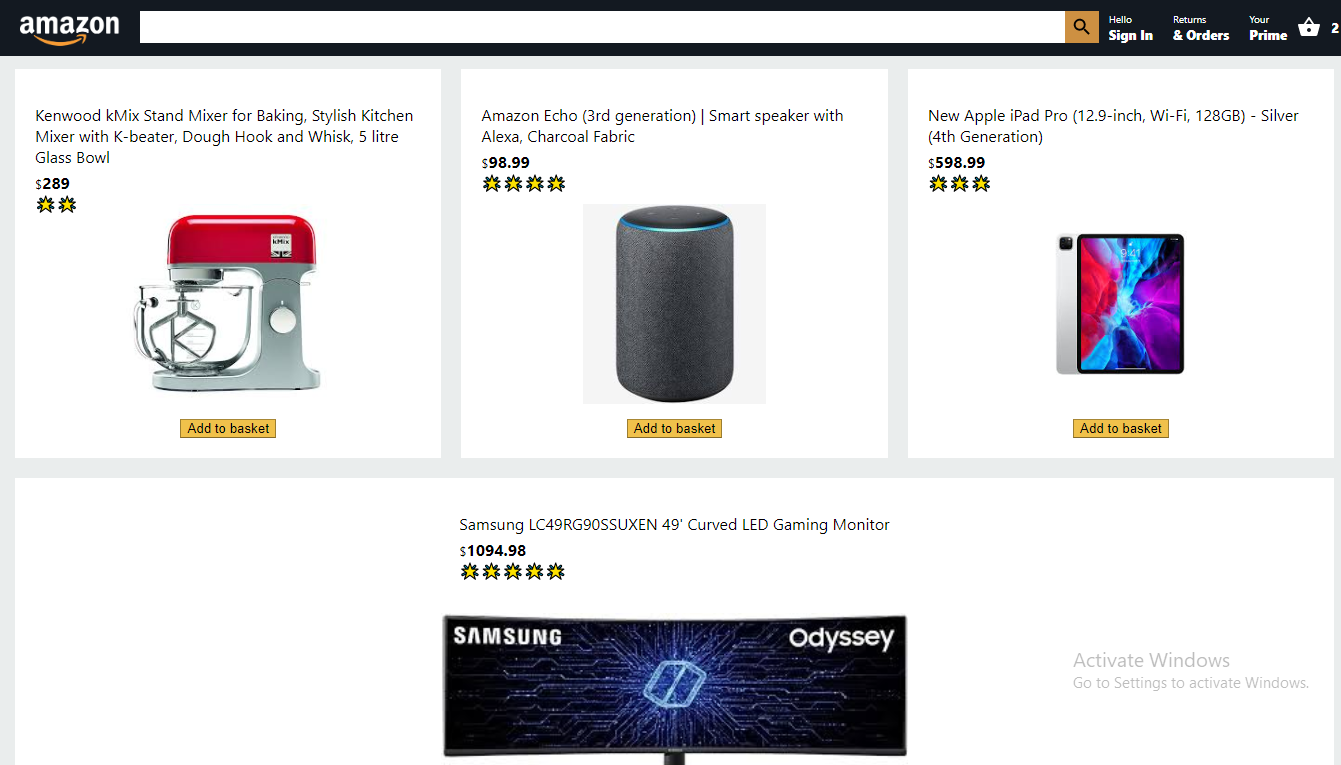 amazon
Hello
Sign In
Returns
& Orders
Your
Prime
2
Kenwood kMix Stand Mixer for Baking, Stylish Kitchen
Mixer with K-beater, Dough Hook and Whisk, 5 litre
Glass Bowl
$289
kMix
Add to basket
Amazon Echo (3rd generation) | Smart speaker with
Alexa, Charcoal Fabric
$98.99
Add to basket
New Apple iPad Pro (12.9-inch, Wi-Fi, 128GB) - Silver
(4th Generation)
$598.99
9:41
Add to basket
Samsung LC49RG90SSUXEN 49' Curved LED Gaming Monitor
$1094.98
SAMSUNG
Odyssey
Activate Windows
Go to Settings to activate Windows.